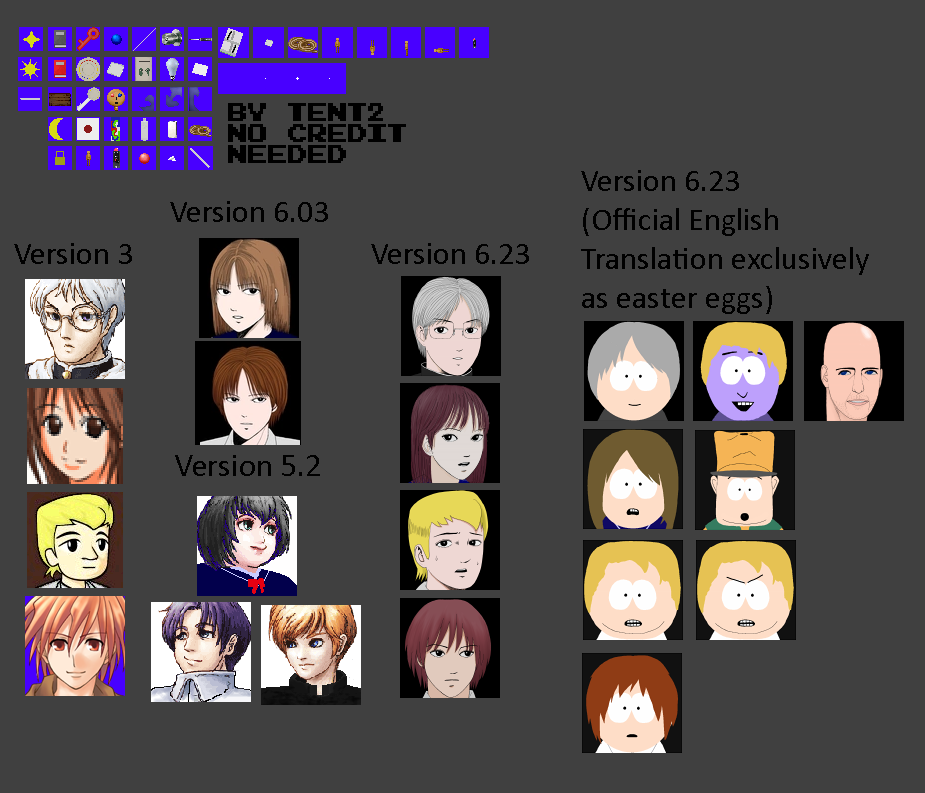 BY TENT2
NO CREDIT
NEEDED
Version 6.23
(Official English
Translation exclusively
as easter eggs)
Version 6.03
Version 3
Version 6.23
Version 5.2